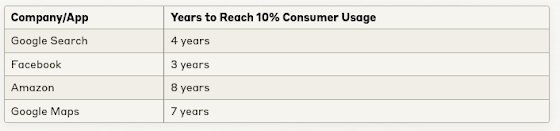 Company/App Years to Reach 10% Consumer Usage
Google Search 4 years
Facebook 3 years
Amazon 8 years
Google Maps 7 years